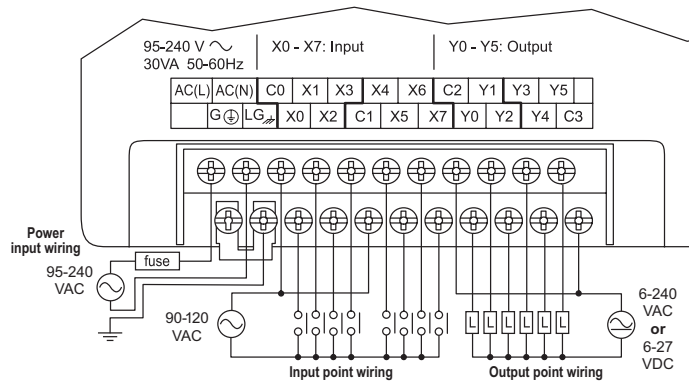 95-240 V ~ X0 - X7: Input Y0 - Y5: Output
30VA 50-60Hz
AC(L) AC(N) C0 X1 X3 X4 X6 C2 Y1 Y3 Y5
G LG X0 X2 C1 X5 X7 Y0 Y2 Y4 C3
Power
input wiring
fuse
95-240
VAC
90-120
VAC
L L L L L L
6-240
VAC
or
6-27
VDC
Input point wiring
Output point wiring